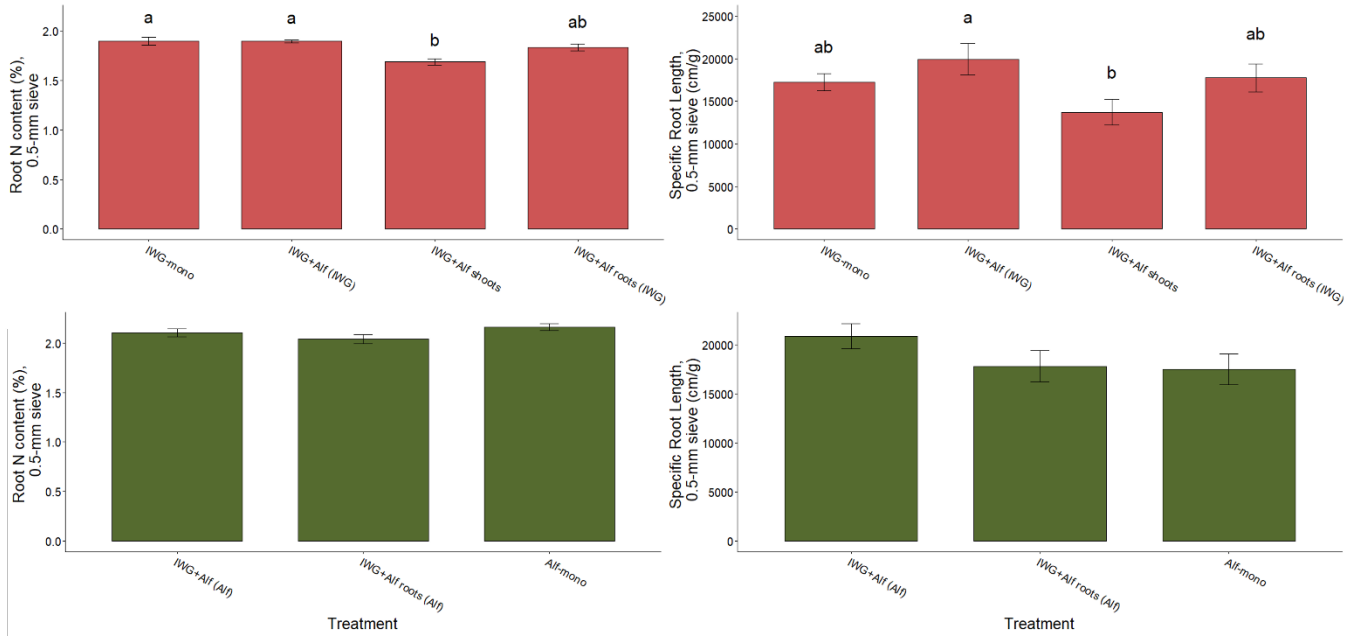 Root N content (%),
0.5-mm sieve
2.0
1.5
1.0
0.5
0.0
a
a
b
ab
IWG-mono
IWG+Alf (IWG)
IWG+Alf shoots
IWG+Alf roots (IWG)
Specific Root Length,
0.5-mm sieve (cm/g)
25000
20000
15000
10000
5000
0
ab
a
b
ab
IWG-mono
IWG+Alf (IWG)
IWG+Alf shoots
IWG+Alf roots (IWG)
Root N content (%),
0.5-mm sieve
2.0
1.5
1.0
0.5
0.0
IWG+Alf (Alf)
IWG+Alf roots (Alf)
Alf-mono
Treatment
Specific Root Length,
0.5-mm sieve (cm/g)
20000
15000
10000
5000
0
IWG+Alf (Alf)
IWG+Alf roots (Alf)
Alf-mono
Treatment